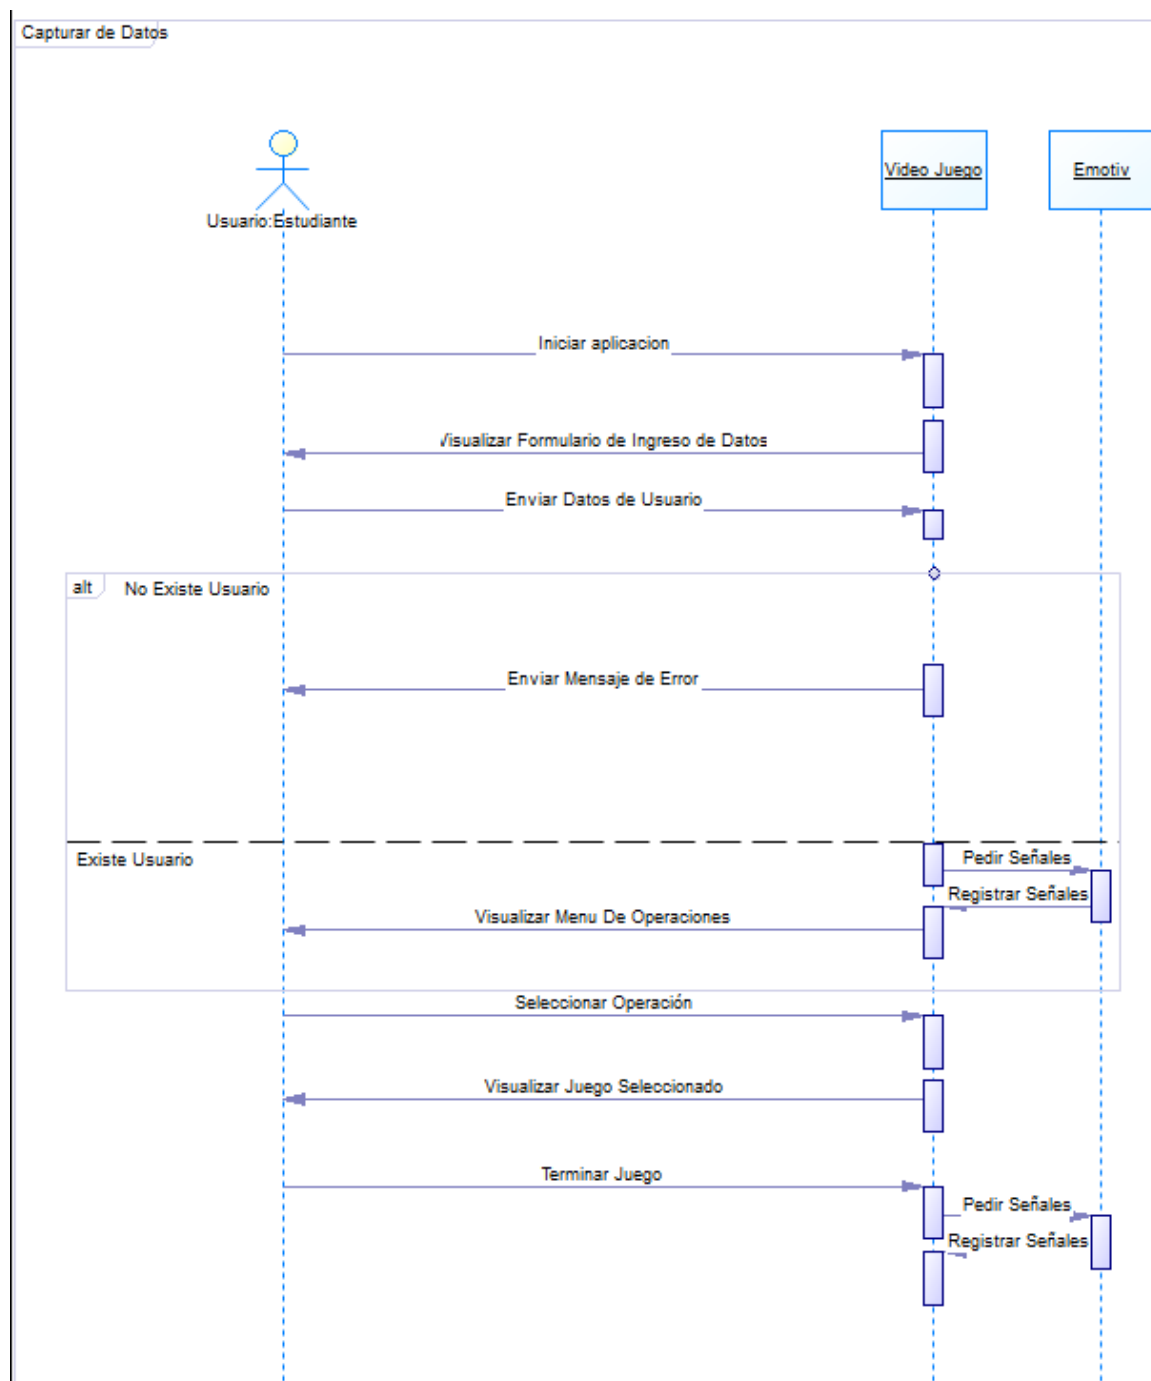 Capturar de Datos
Video Juego
Emotiv
Usuario:Estudiante
Iniciar aplicacion
Visualizar Formulario de Ingreso de Datos
Enviar Datos de Usuario
alt
No Existe Usuario
Enviar Mensaje de Error
Existe Usuario
Pedir Señales
Registrar Señales
Visualizar Menu De Operaciones
Seleccionar Operación
Visualizar Juego Seleccionado
Terminar Juego
Pedir Señales
Registrar Señales